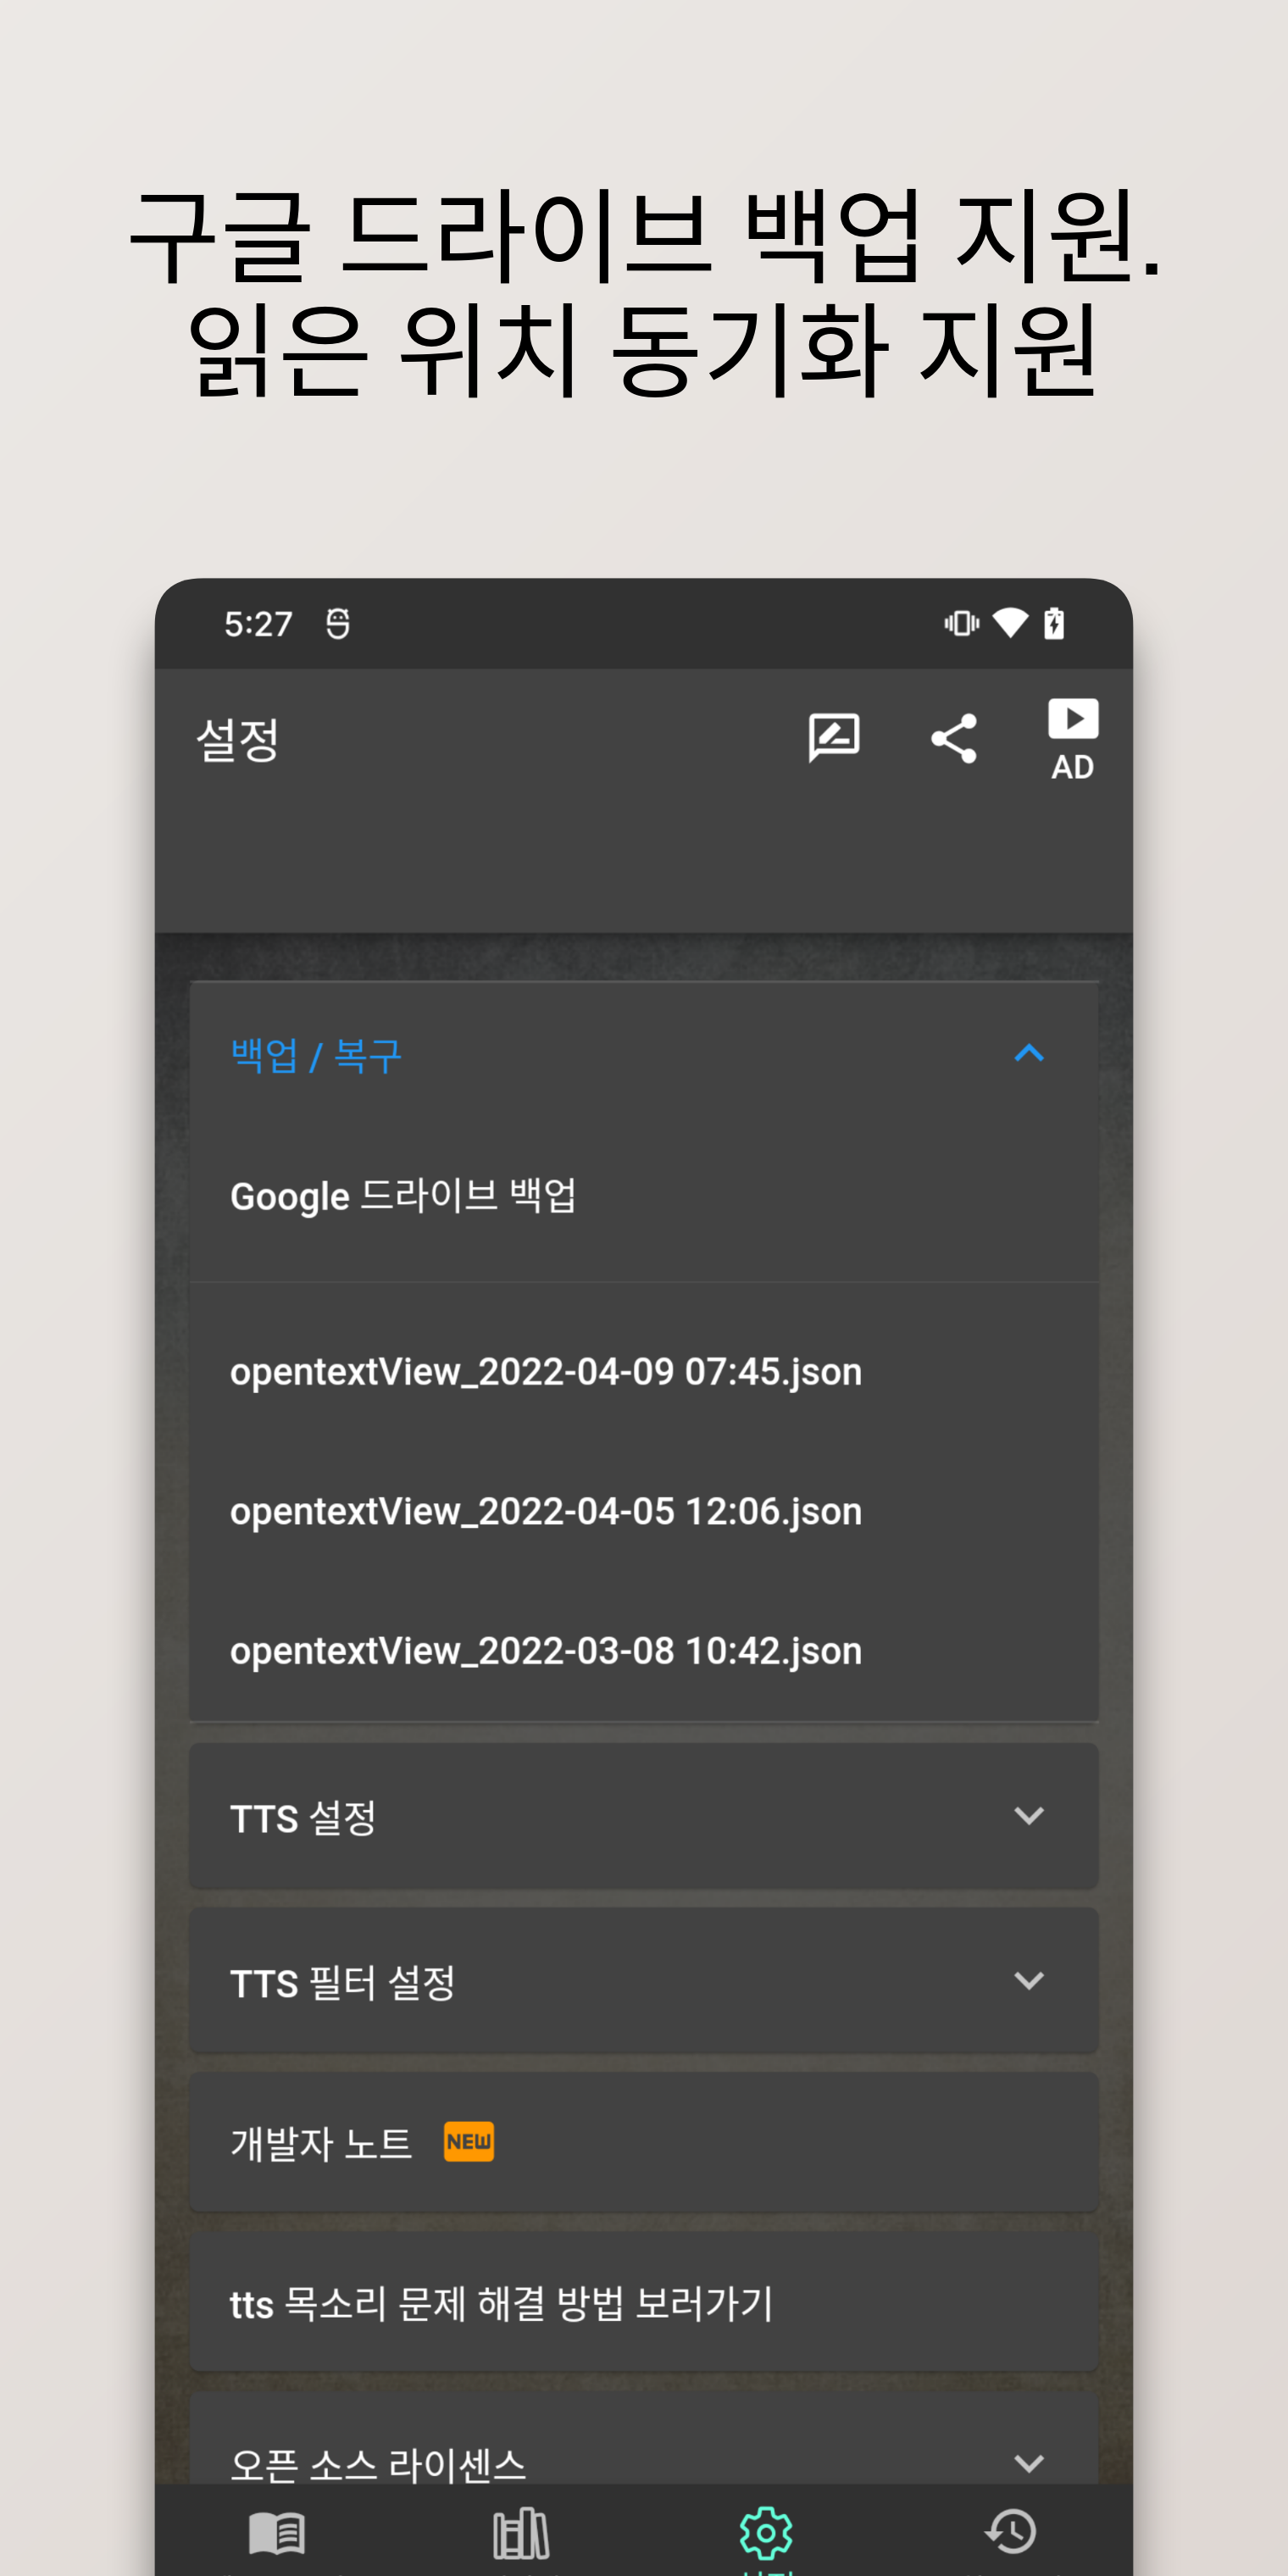 구글 드라이브 백업 지원.
읽은 위치 동기화 지원
5:27
설정
AD
백업 / 복구
Google 드라이브 백업
opentextView_2022-04-09 07:45.json
opentextView_2022-04-05 12:06.json
opentextView_2022-03-08 10:42.json
TTS 설정
TTS 필터 설정
개발자 노트 NEW
tts 목소리 문제 해결 방법 보러가기
오픈 소스 라이센스